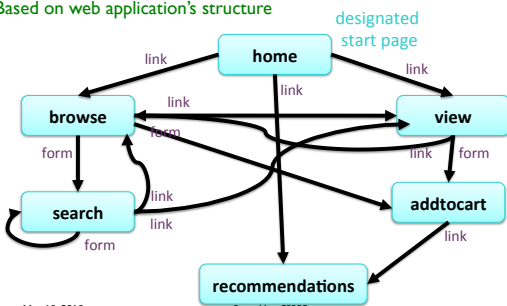 Based on web application's structure
designated
start page
home
link
link
link
browse
link
view
form
form
link
form
search
link
link
form
addtocart
link
recommendations